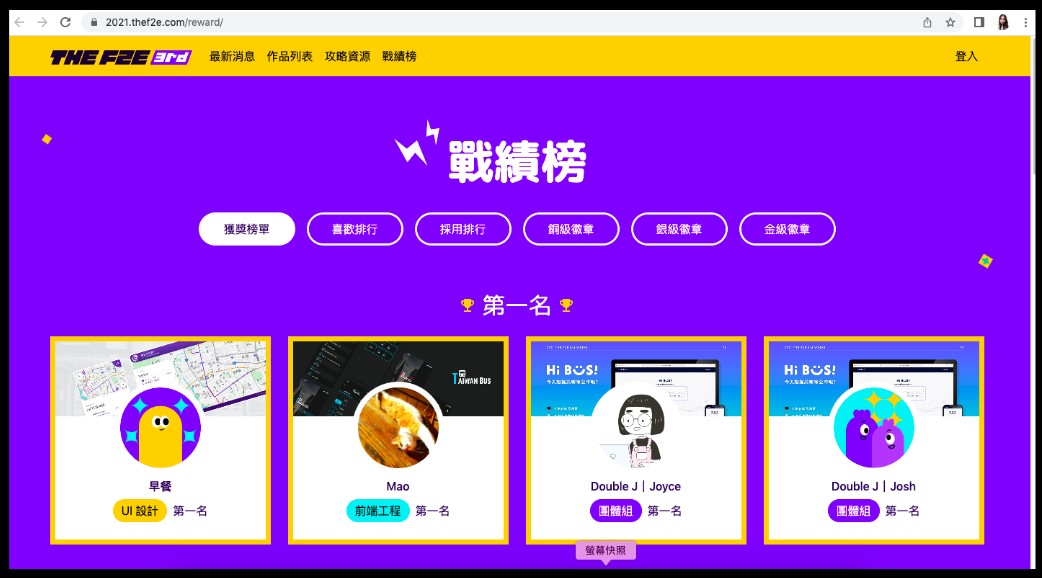 2021.thef2e.com/reward/
THE F2E 3rd 最新消息 作品列表 攻略資源 戰績榜 登入
戰績榜
獲獎榜單 喜歡排行 採用排行 銅級徽章 銀級徽章 金級徽章
第一名
TAIWAN BUS
Hi BUS!
Hi BUS!
早餐
UI 設計 第一名
Mao
前端工程 第一名
Double J｜Joyce
團體組 第一名
Double J｜Josh
團體組 第一名
螢幕快照